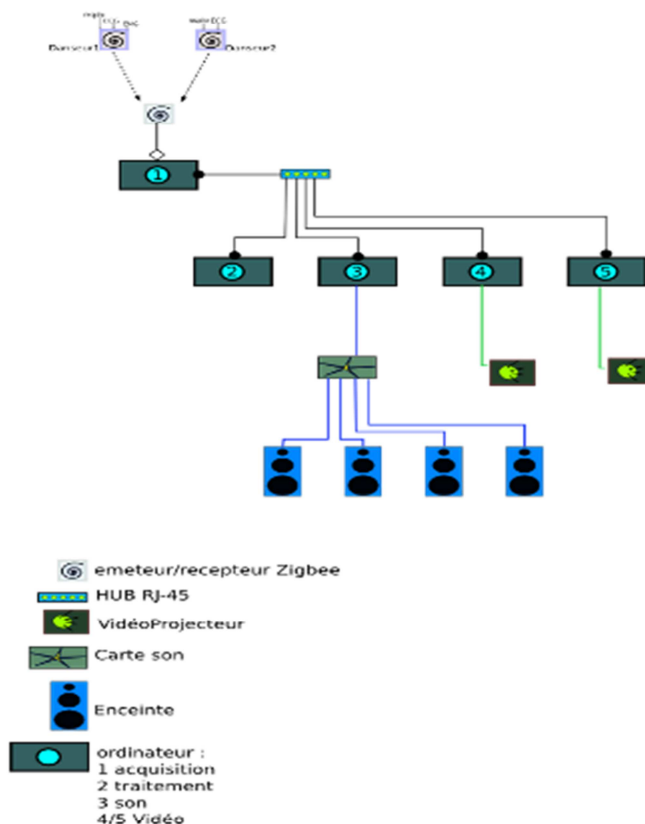 ECG
Danseur1
Danseur2
1
2
3
4
5
emeteur/recepteur Zigbee
HUB RJ-45
VidéoProjecteur
Carte son
Enceinte
ordinateur :
1 acquisition
2 traitement
3 son
4/5 Vidéo